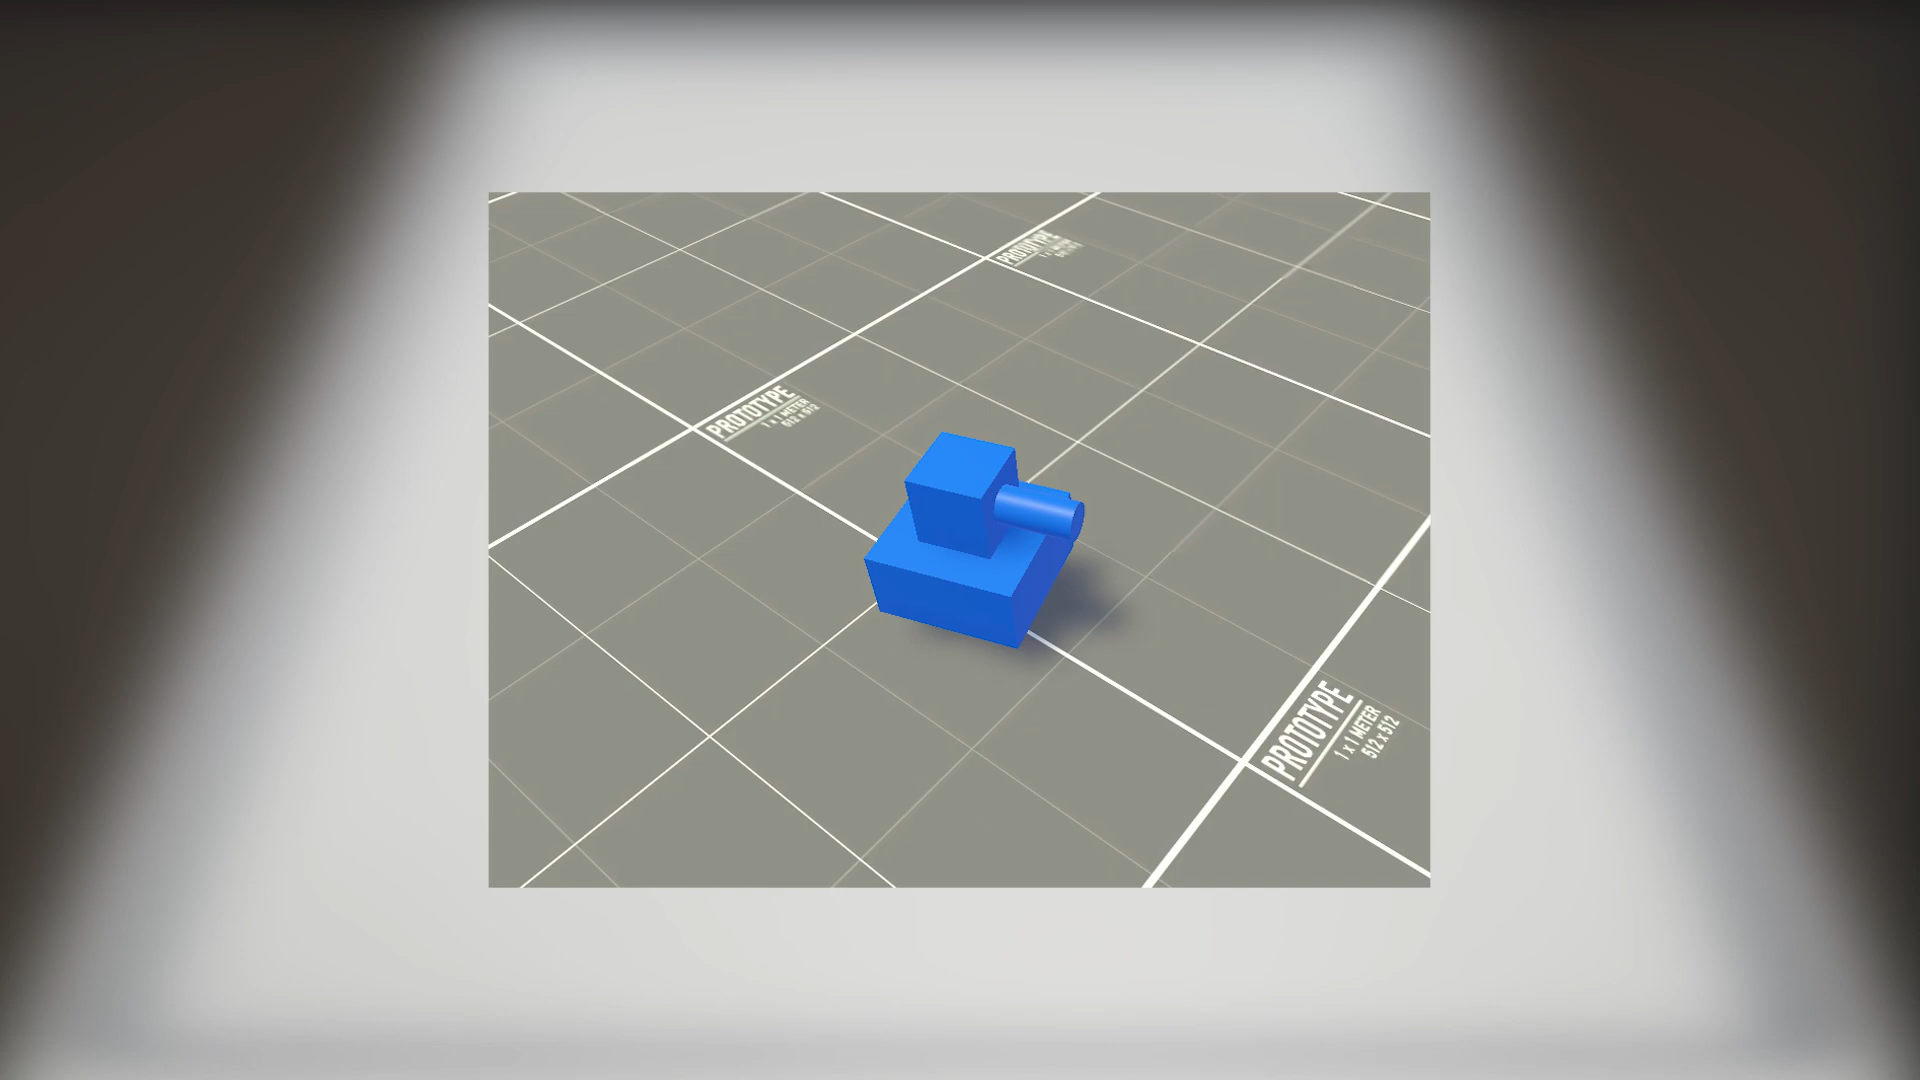 PROTOTYPE
PROTOTYPE
1 x 1 METER
512 x 512
PROTOTYPE
1 x 1 METER
512 x 512